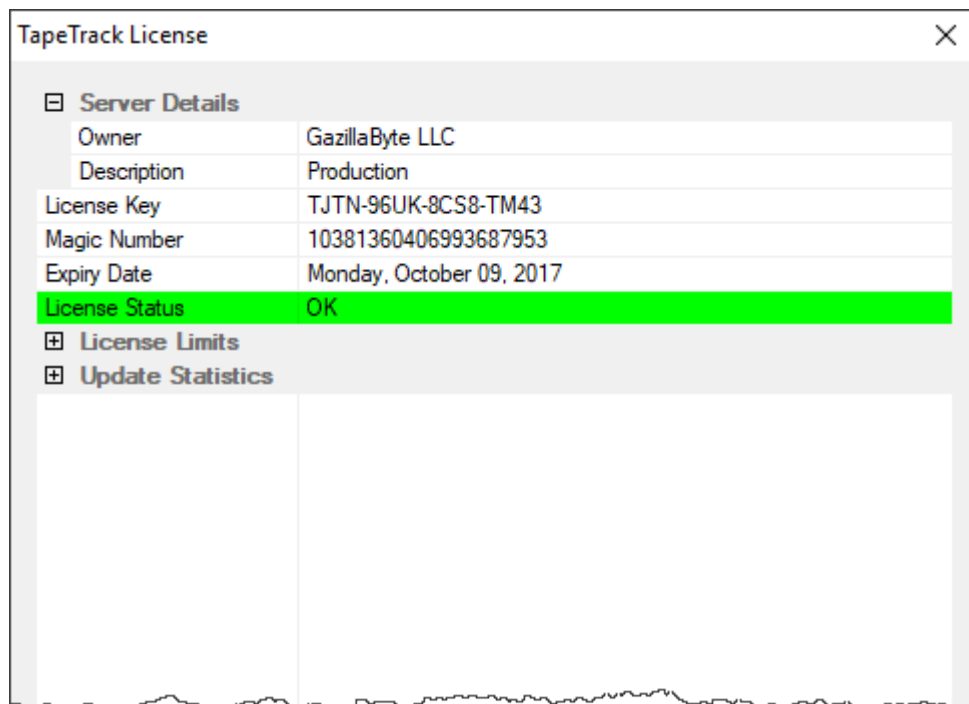 TapeTrack License
Server Details
Owner GazillaByte LLC
Description Production
License Key TJTN-96UK-8CS8-TM43
Magic Number 10381360406993687953
Expiry Date Monday, October 09, 2017
License Status OK
License Limits
Update Statistics